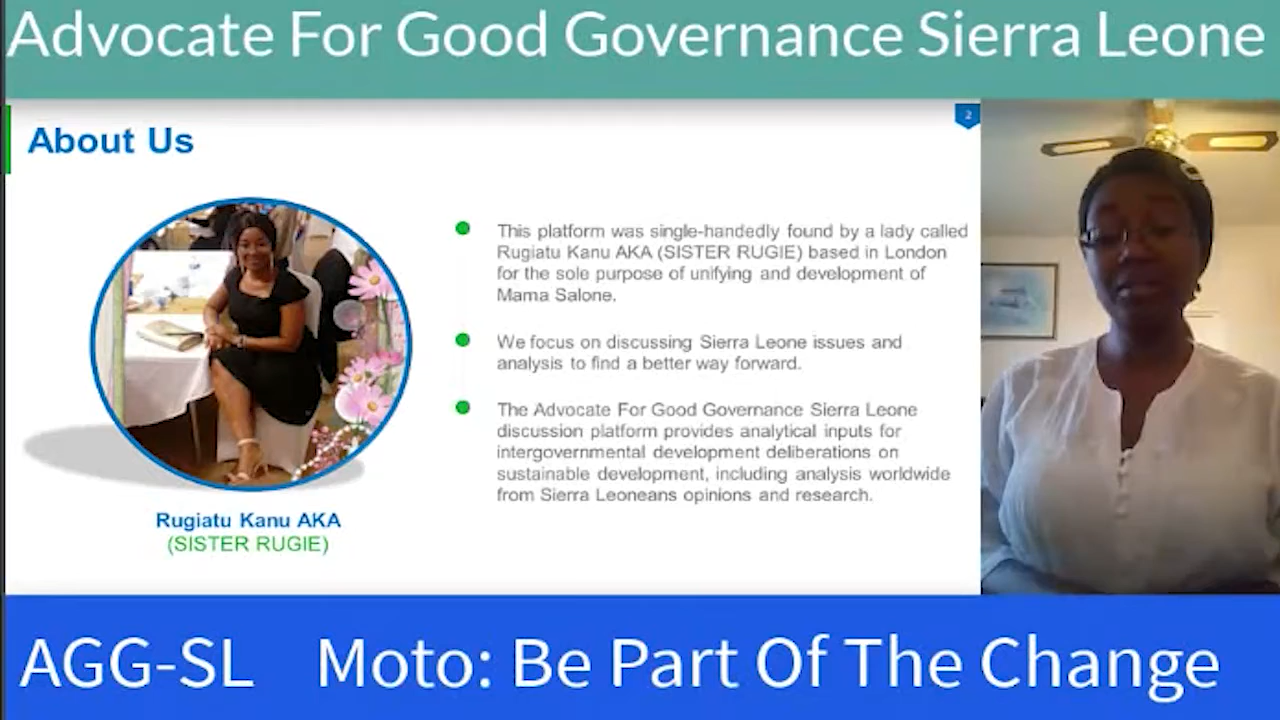 Advocate For Good Governance Sierra Leone
About Us
2
This platform was single-handedly found by a lady called
Rugiatu Kanu AKA (SISTER RUGIE) based in London
for the sole purpose of unifying and development of
Mama Salone.
We focus on discussing Sierra Leone issues and
analysis to find a better way forward.
The Advocate For Good Governance Sierra Leone
discussion platform provides analytical inputs for
intergovernmental development deliberations on
sustainable development, including analysis worldwide
from Sierra Leoneans opinions and research.
Rugiatu Kanu AKA
(SISTER RUGIE)
AGG-SL Moto: Be Part Of The Change